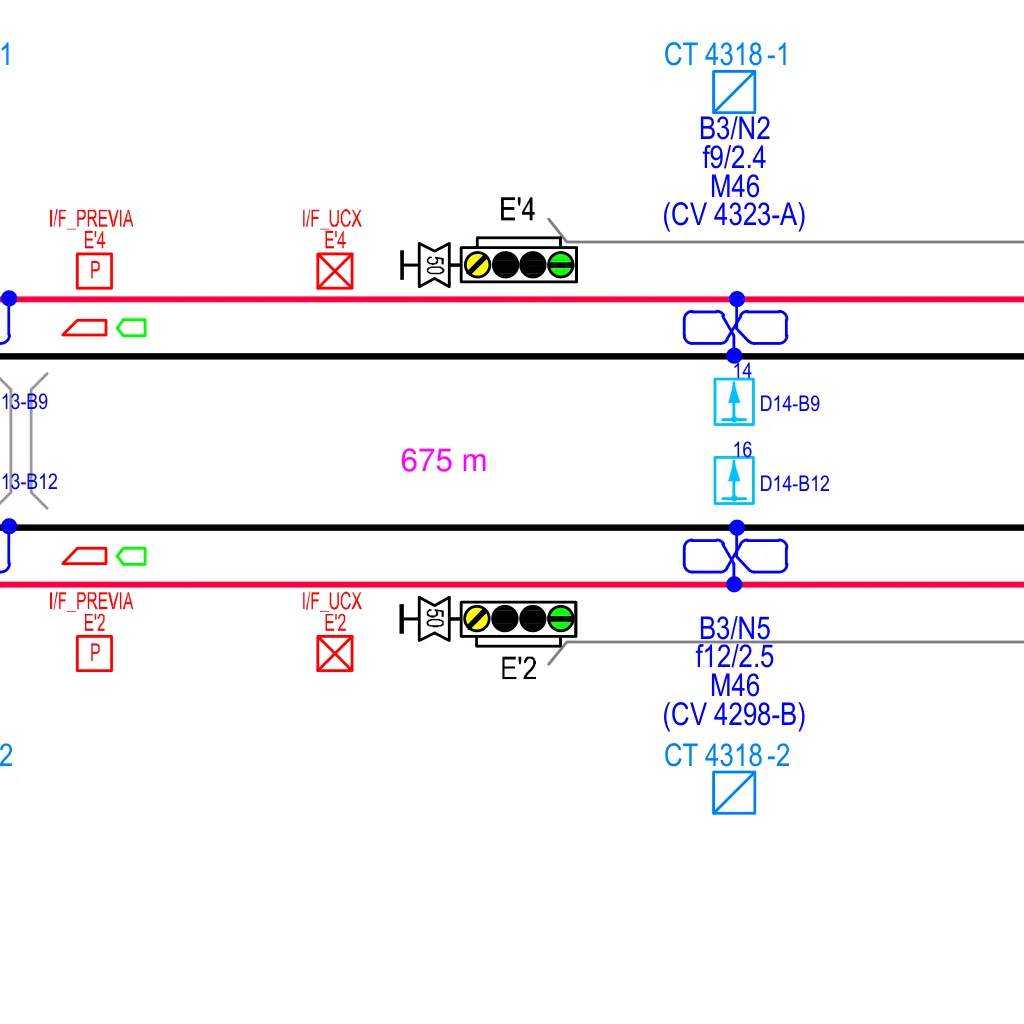 1
CT 4318-1
B3/N2
f9/2.4
M46
(CV 4323-A)
I/F_PREVIA
E'4
P
I/F_UCX
E'4
50
E'4
14
D14-B9
13-B9
675 m
16
D14-B12
13-B12
I/F_PREVIA
E'2
P
I/F_UCX
E'2
50
E'2
B3/N5
f12/2.5
M46
(CV 4298-B)
2
CT 4318-2